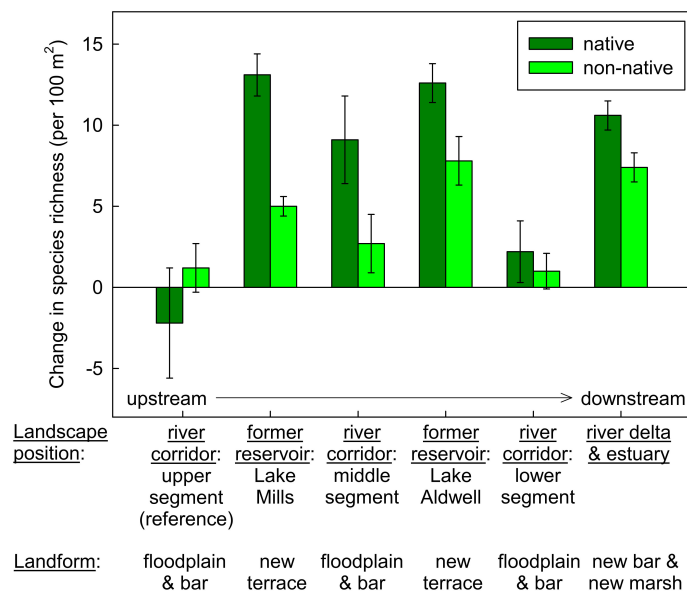 Change in species richness (per 100 m²)
15
10
5
0
-5
native
non-native
upstream
downstream
Landscape position:
river corridor: upper segment (reference)
former reservoir: Lake Mills
river corridor: middle segment
former reservoir: Lake Aldwell
river corridor: lower segment
river delta & estuary
Landform:
floodplain & bar
new terrace
floodplain & bar
new terrace
floodplain & bar
new bar & new marsh